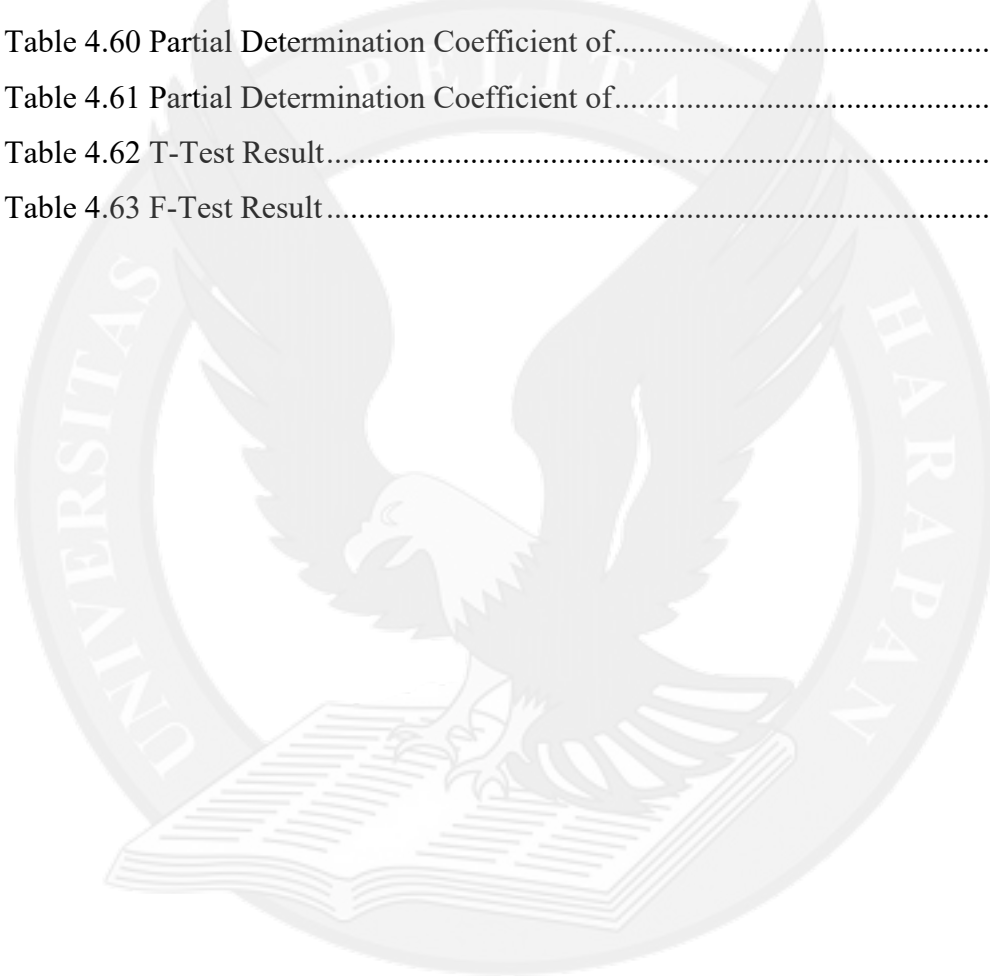 Table 4.60 Partial Determination Coefficient of..............................................
Table 4.61 Partial Determination Coefficient of..............................................
Table 4.62 T-Test Result...................................................................................
Table 4.63 F-Test Result...................................................................................
UNIVERSITAS PELITA HARAPAN